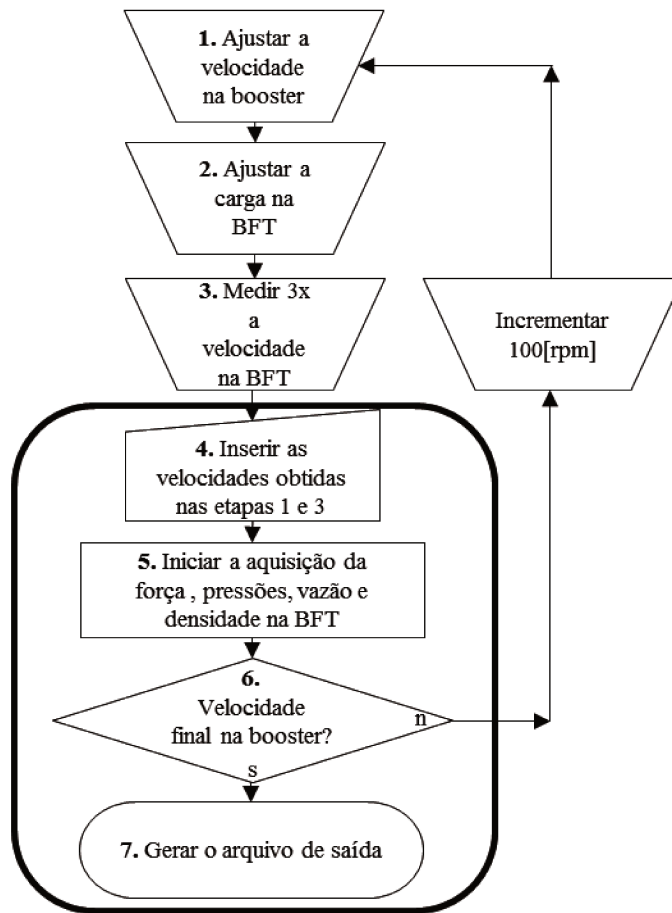 1. Ajustar a
velocidade
na booster
2. Ajustar a
carga na
BFT
3. Medir 3x
a
velocidade
na BFT
Incrementar
100[rpm]
4. Inserir as
velocidades obtidas
nas etapas 1 e 3
5. Iniciar a aquisição da
força , pressões, vazão e
densidade na BFT
6.
Velocidade
final na booster?
n
s
7. Gerar o arquivo de saída